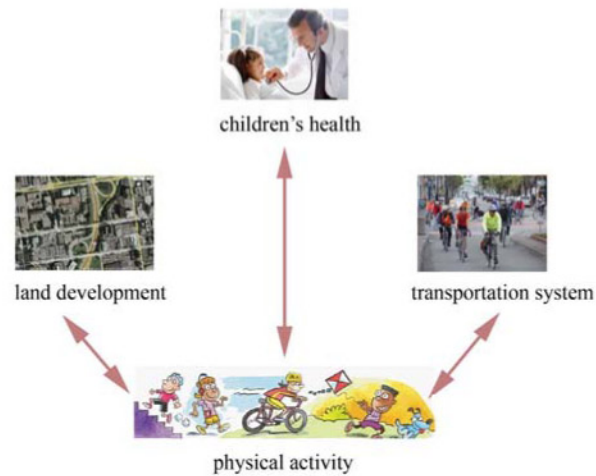 children's health
land development
transportation system
physical activity